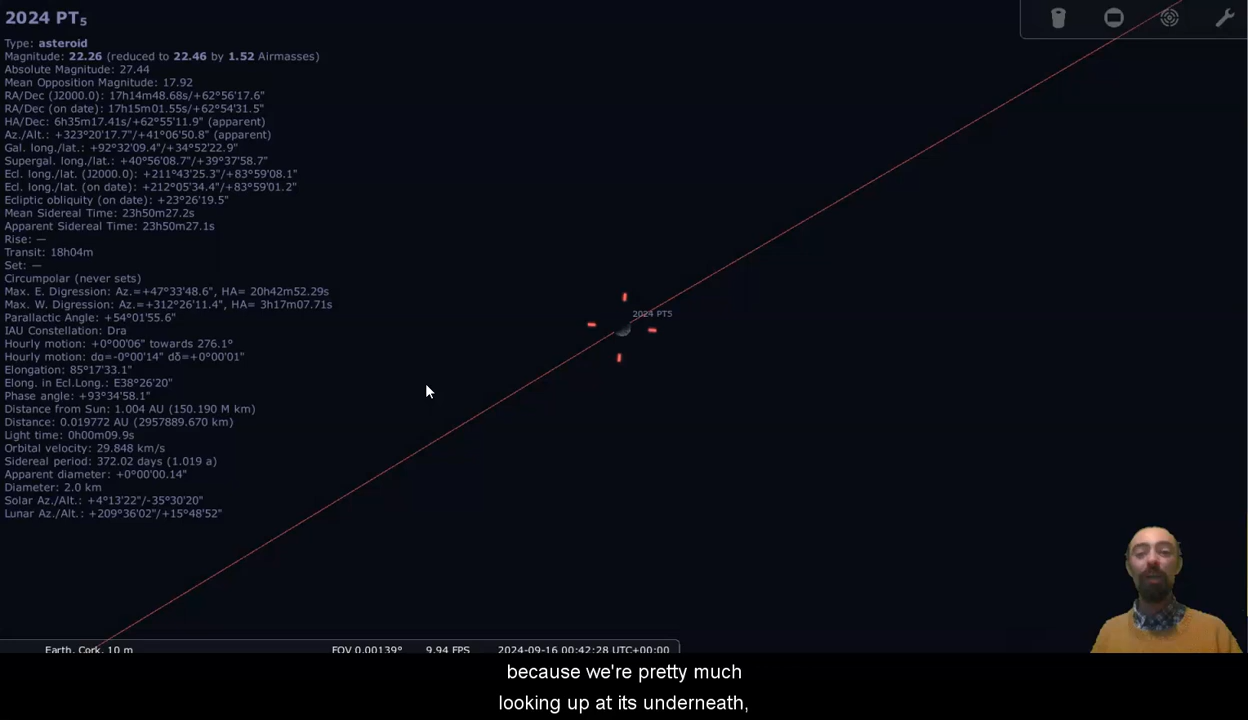 2024 PT₅
Type: asteroid
Magnitude: 22.26 (reduced to 22.46 by 1.52 Airmasses)
Absolute Magnitude: 27.44
Mean Opposition Magnitude: 17.92
RA/Dec (J2000.0): 17h14m48.68s/+62°56'17.6"
RA/Dec (on date): 17h15m01.55s/+62°54'31.5"
HA/Dec: 6h35m17.41s/+62°55'11.9" (apparent)
Az./Alt.: +323°20'17.7"/+41°06'50.8" (apparent)
Gal. long./lat.: +92°32'09.4"/+34°52'22.9"
Supergal. long./lat.: +40°56'08.7"/+39°37'58.7"
Ecl. long./lat. (J2000.0): +211°43'25.3"/+83°59'08.1"
Ecl. long./lat. (on date): +212°05'34.4"/+83°59'01.2"
Ecliptic obliquity (on date): +23°26'19.5"
Mean Sidereal Time: 23h50m27.2s
Apparent Sidereal Time: 23h50m27.1s
Rise: —
Transit: 18h04m
Set: —
Circumpolar (never sets)
Max. E. Digression: Az.=+47°33'48.6", HA= 20h42m52.29s
Max. W. Digression: Az.=+312°26'11.4", HA= 3h17m07.71s
Parallactic Angle: +54°01'55.6"
IAU Constellation: Dra
Hourly motion: +0°00'06" towards 276.1°
Hourly motion: dα=-0°00'14" dδ=+0°00'01"
Elongation: 85°17'33.1"
Elong. in Ecl.Long.: E38°26'20"
Phase angle: +93°34'58.1"
Distance from Sun: 1.004 AU (150.190 M km)
Distance: 0.019772 AU (2957889.670 km)
Light time: 0h00m09.9s
Orbital velocity: 29.848 km/s
Sidereal period: 372.02 days (1.019 a)
Apparent diameter: +0°00'00.14"
Diameter: 2.0 km
Solar Az./Alt.: +4°13'22"/-35°30'20"
Lunar Az./Alt.: +209°36'02"/+15°48'52"
2024 PT5
Earth, Cork, 10 m FOV 0.00139° 9.94 FPS 2024-09-16 00:42:28 UTC+00:00
because we're pretty much
looking up at its underneath,